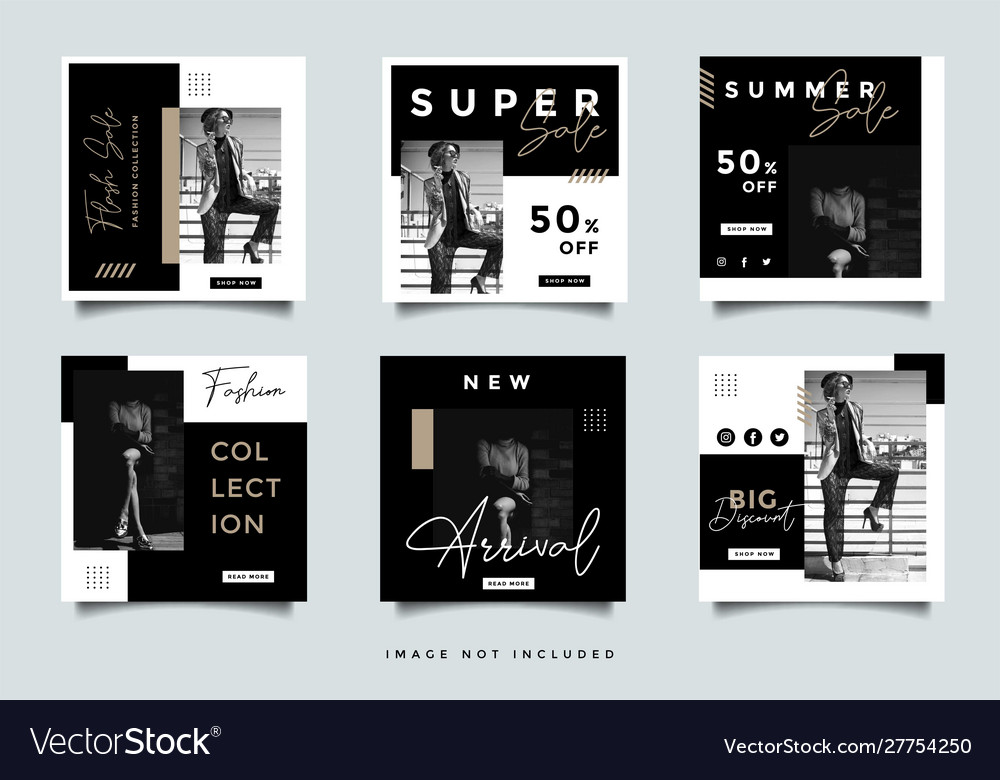 Flash Sale
FASHION COLLECTION
SHOP NOW
SUPER
Sale
50%
OFF
SHOP NOW
SUMMER
Sale
50%
OFF
SHOP NOW
Fashion
COL
LECT
ION
READ MORE
NEW
Arrival
READ MORE
BIG
Discount
SHOP NOW
IMAGE NOT INCLUDED
VectorStock®
VectorStock.com/27754250